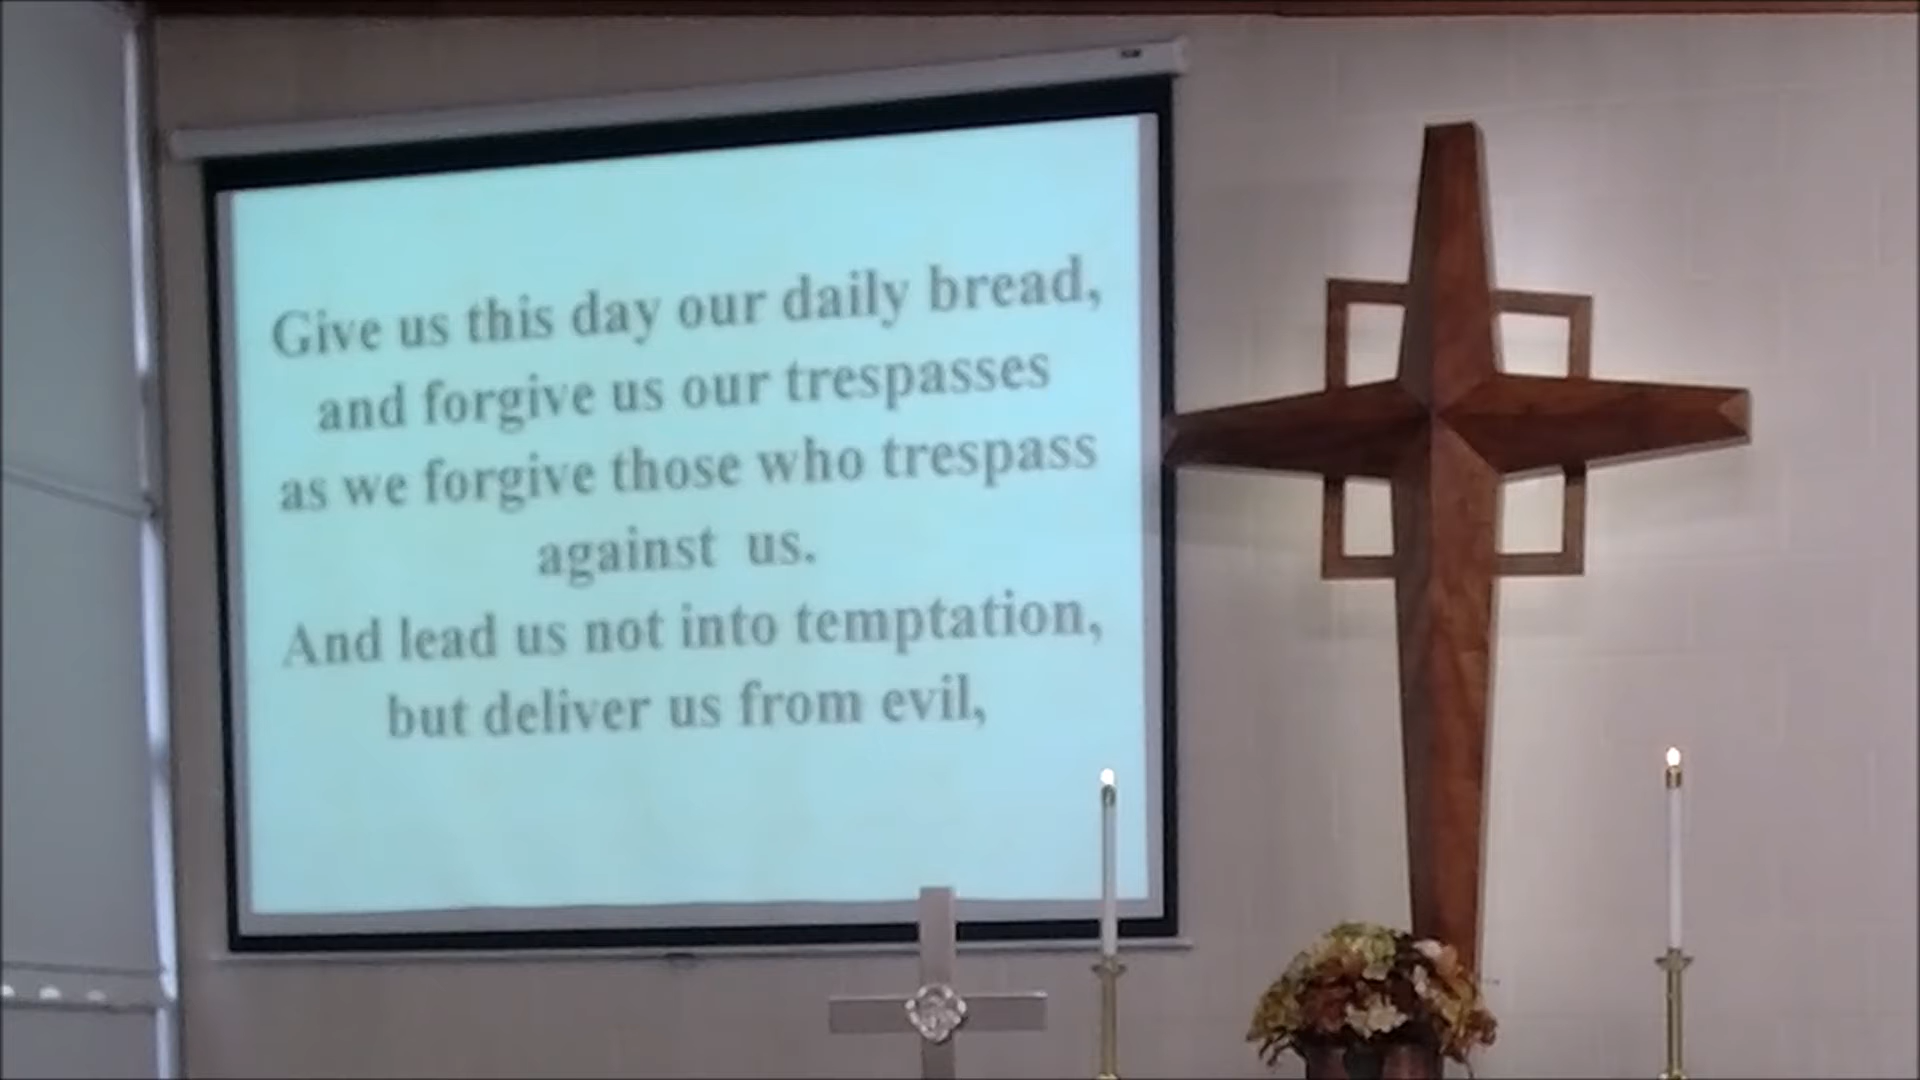 Give us this day our daily bread,
and forgive us our trespasses
as we forgive those who trespass
against us.
And lead us not into temptation,
but deliver us from evil,